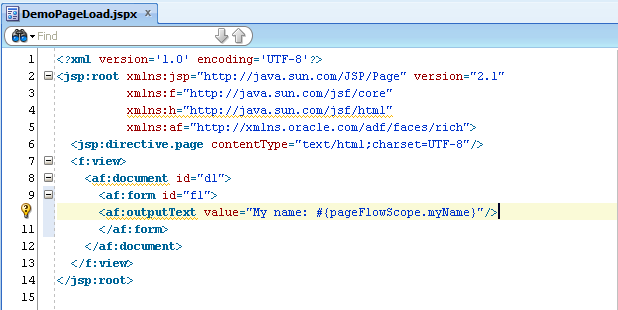 DemoPageLoad.jspx x
Find
1 <?xml version='1.0' encoding='UTF-8'?>
2 <jsp:root xmlns:jsp="http://java.sun.com/JSP/Page" version="2.1"
3 xmlns:f="http://java.sun.com/jsf/core"
4 xmlns:h="http://java.sun.com/jsf/html"
5 xmlns:af="http://xmlns.oracle.com/adf/faces/rich">
6 <jsp:directive.page contentType="text/html;charset=UTF-8"/>
7 <f:view>
8 <af:document id="d1">
9 <af:form id="f1">
<af:outputText value="My name: #{pageFlowScope.myName}"/>
11 </af:form>
12 </af:document>
13 </f:view>
14 </jsp:root>
15